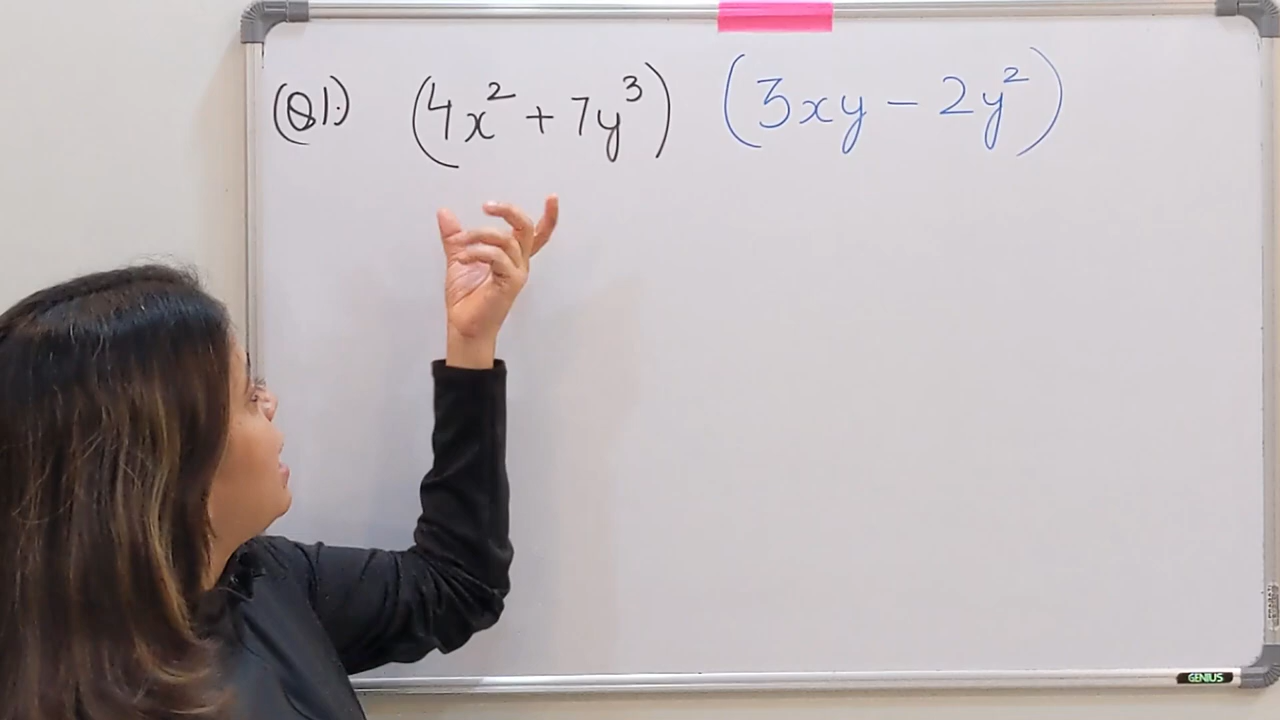 (Q1.) (4x² + 7y³) (3xy - 2y²)
GENIUS